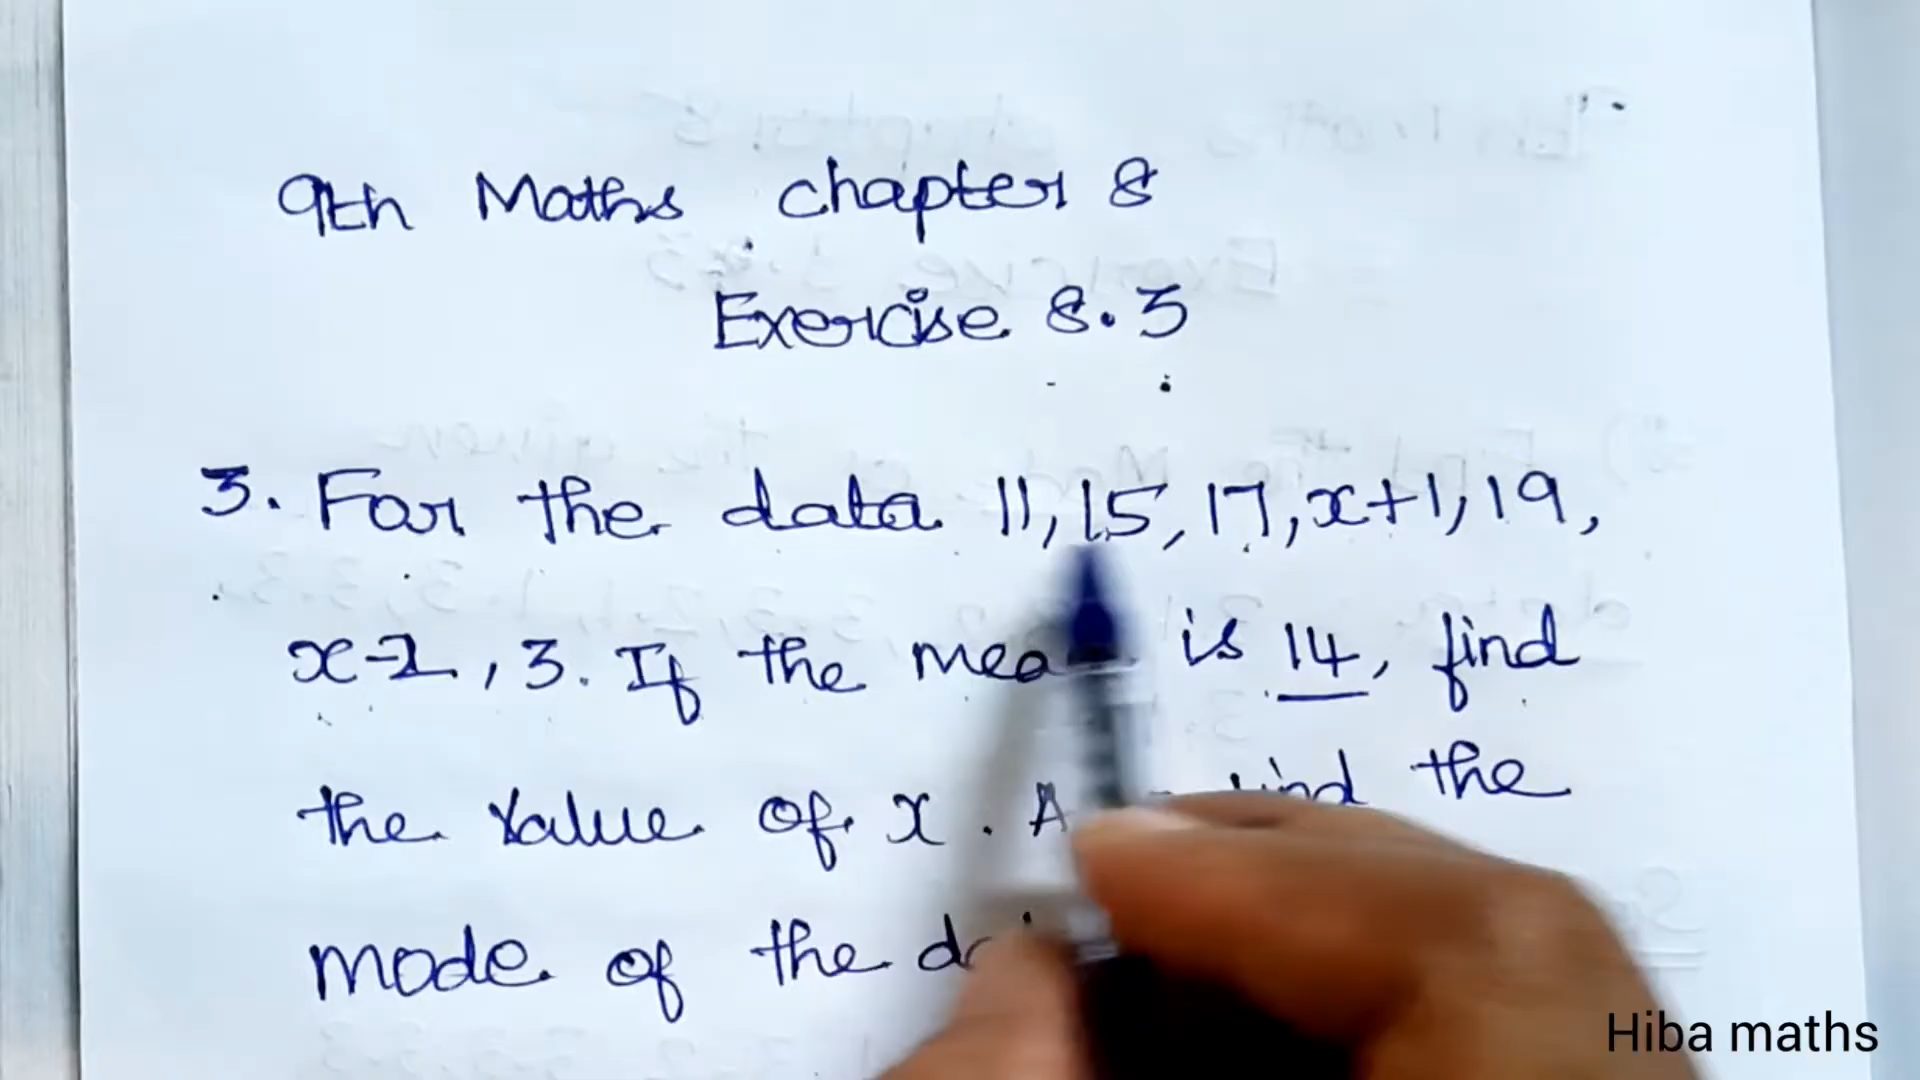 9th Maths chapter 8
Exercise 8.3
3. For the data 11, 15, 17, x+1, 19,
x-2, 3. If the is 14, find
the value of x. the
mode of the
Hiba maths